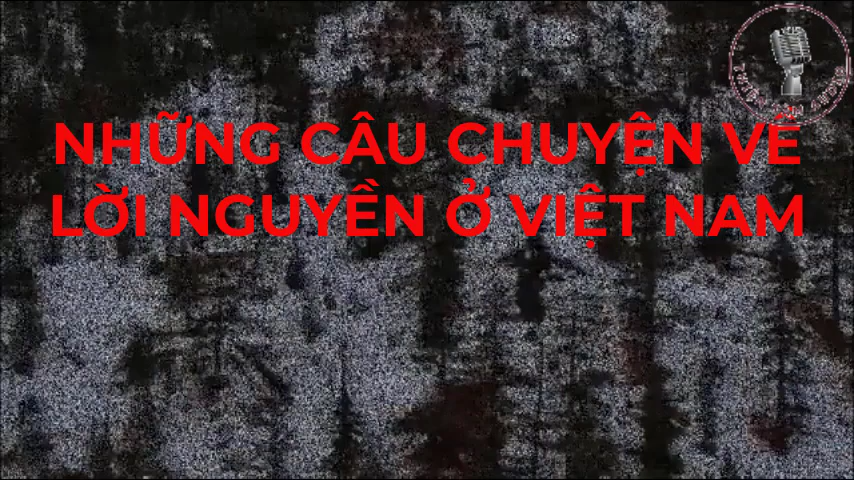 NHỮNG CÂU CHUYỆN VỀ
LỜI NGUYỀN Ở VIỆT NAM